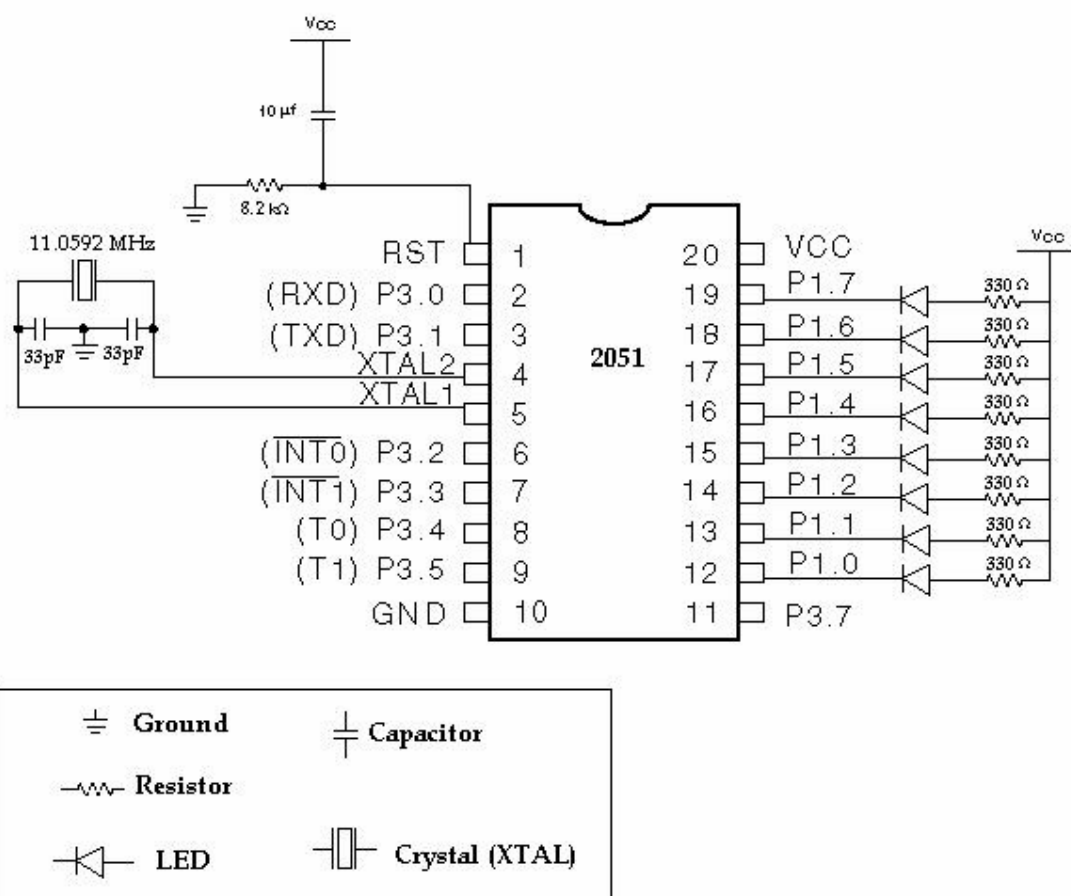 Vcc
10 µf
8.2 kΩ
11.0592 MHz
33pF 33pF
RST 1
(RXD) P3.0 2
(TXD) P3.1 3
XTAL2 4
XTAL1 5
(INT0) P3.2 6
(INT1) P3.3 7
(T0) P3.4 8
(T1) P3.5 9
GND 10
2051
Vcc
20 VCC
19 P1.7 330 Ω
18 P1.6 330 Ω
17 P1.5 330 Ω
16 P1.4 330 Ω
15 P1.3 330 Ω
14 P1.2 330 Ω
13 P1.1 330 Ω
12 P1.0 330 Ω
11 P3.7
Ground
Capacitor
Resistor
LED
Crystal (XTAL)